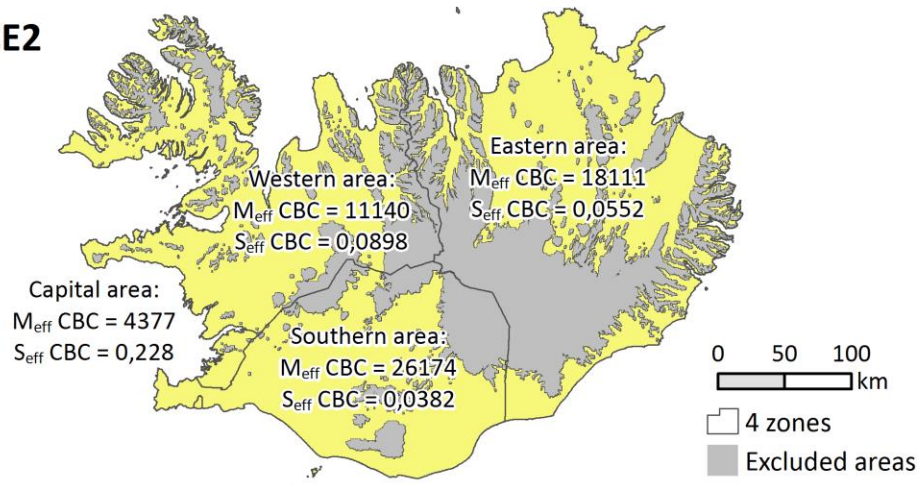 E2
Eastern area:
Meff CBC = 18111
Seff CBC = 0,0552
Western area:
Meff CBC = 11140
Seff CBC = 0,0898
Capital area:
Meff CBC = 4377
Seff CBC = 0,228
Southern area:
Meff CBC = 26174
Seff CBC = 0,0382
0 50 100
km
4 zones
Excluded areas